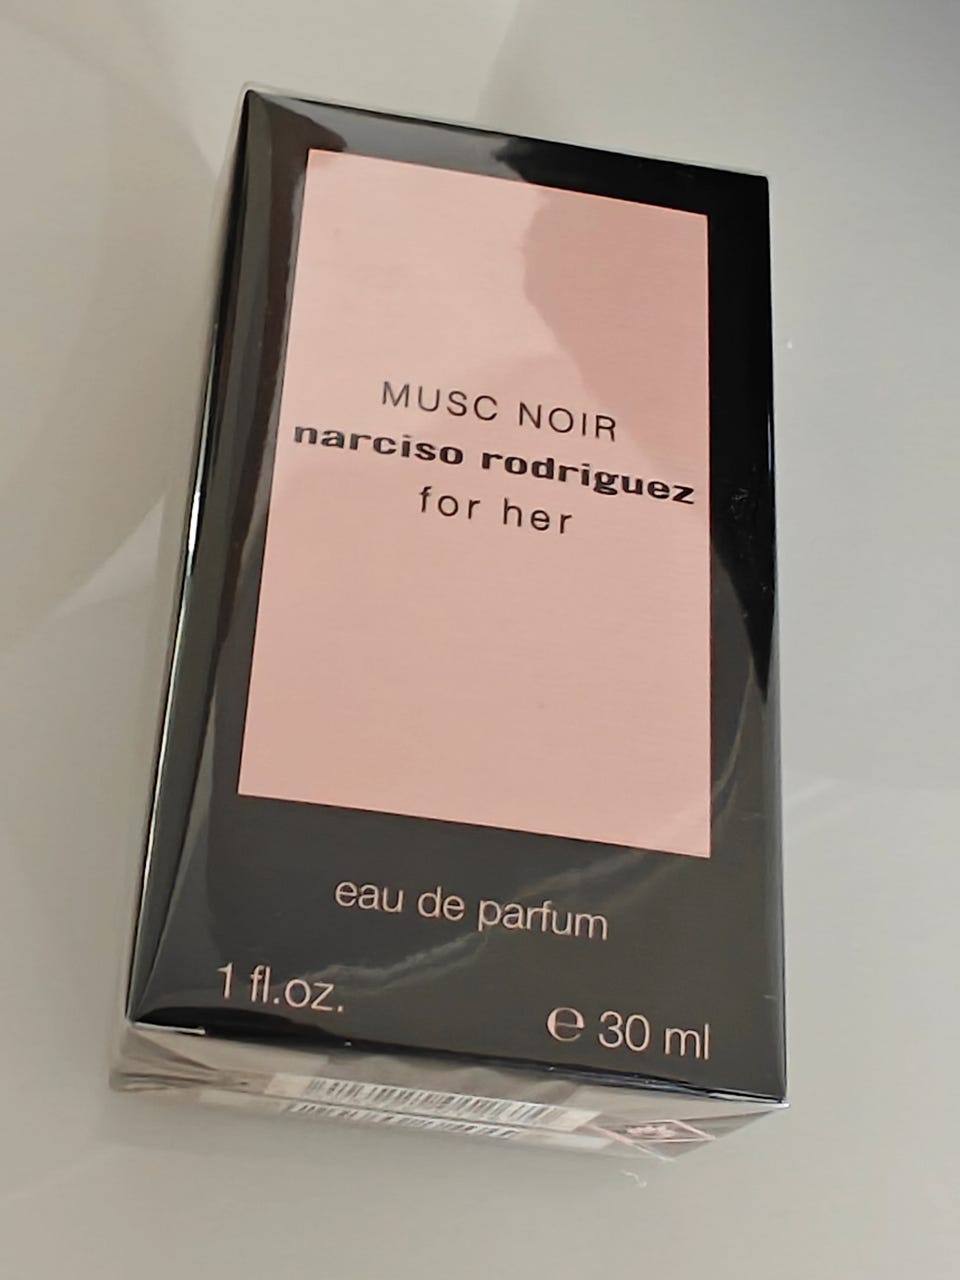 MUSC NOIR
narciso rodriguez
for her
eau de parfum
1 fl.oz.
℮ 30 ml